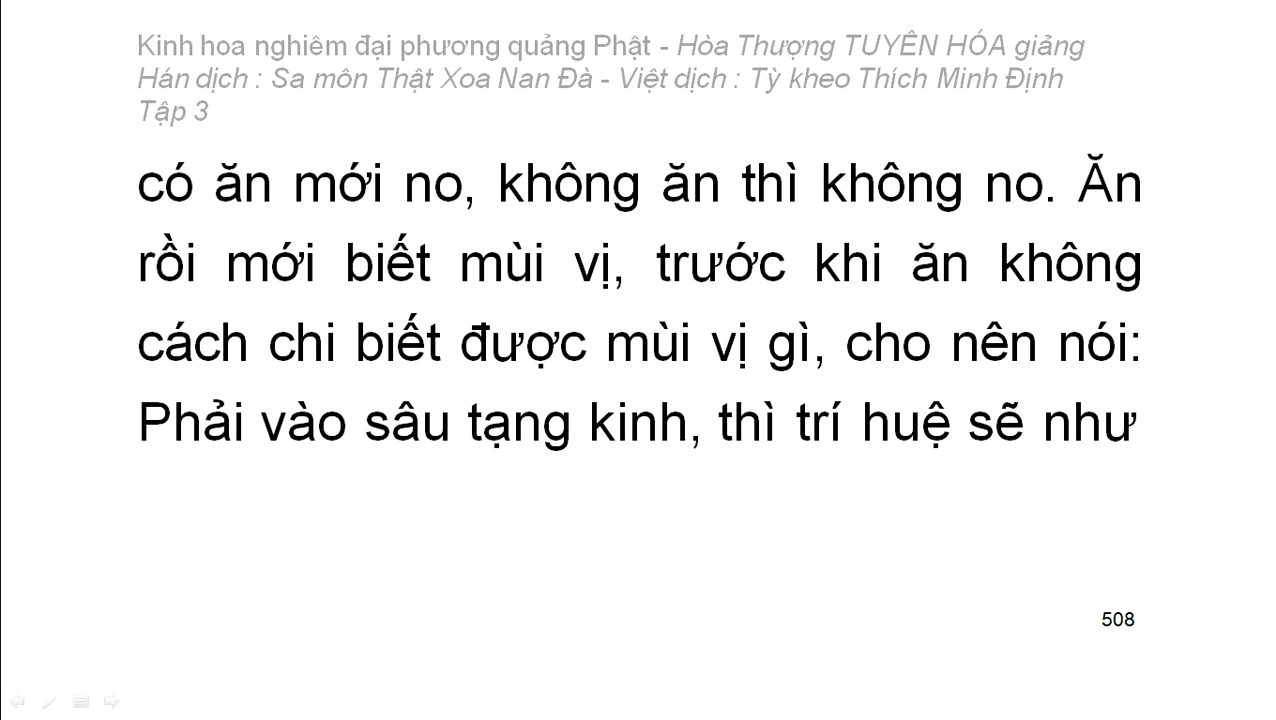 Kinh hoa nghiêm đại phương quảng Phật - Hòa Thượng TUYÊN HÓA giảng
Hán dịch : Sa môn Thật Xoa Nan Đà - Việt dịch : Tỳ kheo Thích Minh Định
Tập 3
có ăn mới no, không ăn thì không no. Ăn
rồi mới biết mùi vị, trước khi ăn không
cách chi biết được mùi vị gì, cho nên nói:
Phải vào sâu tạng kinh, thì trí huệ sẽ như
508